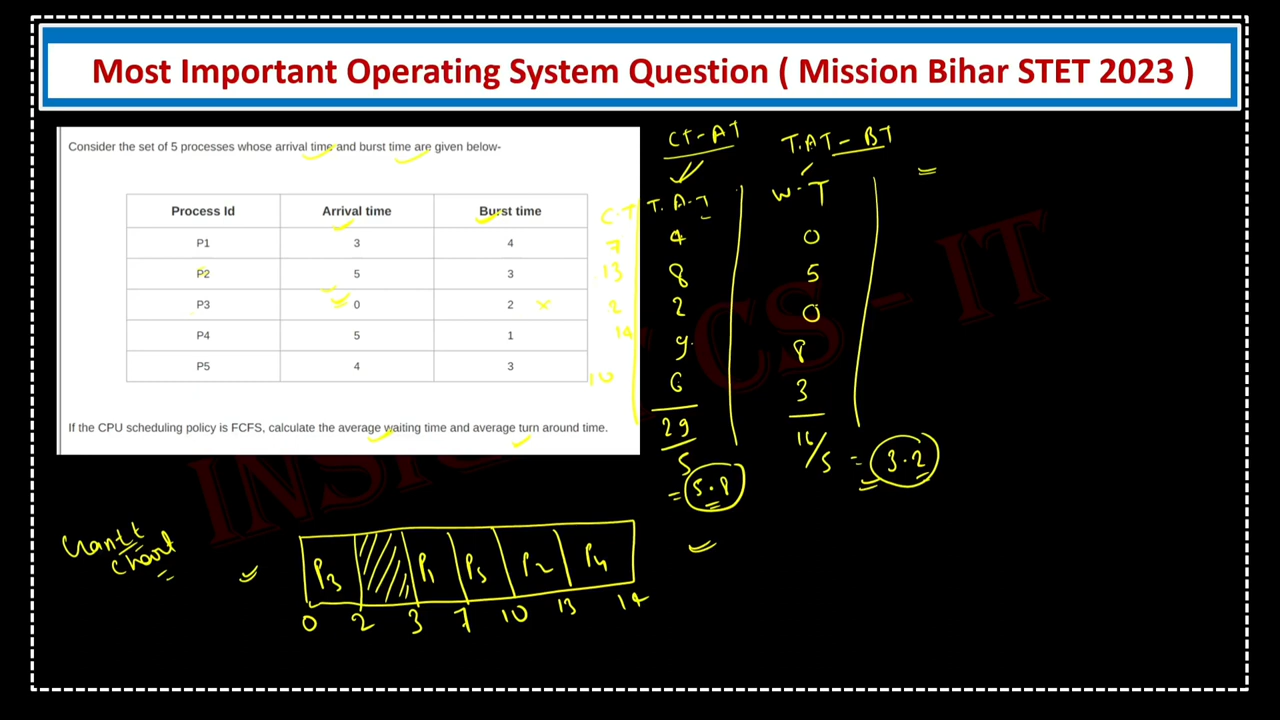 Most Important Operating System Question ( Mission Bihar STET 2023 )
Consider the set of 5 processes whose arrival time and burst time are given below-
Process Id Arrival time Burst time
P1 3 4
P2 5 3
P3 0 2
P4 5 1
P5 4 3
If the CPU scheduling policy is FCFS, calculate the average waiting time and average turn around time.
C.T
7
13
2
14
10
CT-AT
T.A.T
4
8
2
9
6
29
5
= 5.8
T.AT - BT
W.T
0
5
0
8
3
16/5 = 3.2
=
Gantt
chart
=
P3 P1 P5 P2 P4
0 2 3 7 10 13 14
CS - IT